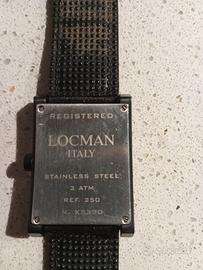 REGISTERED
LOCMAN
ITALY
STAINLESS STEEL
3 ATM
REF. 250